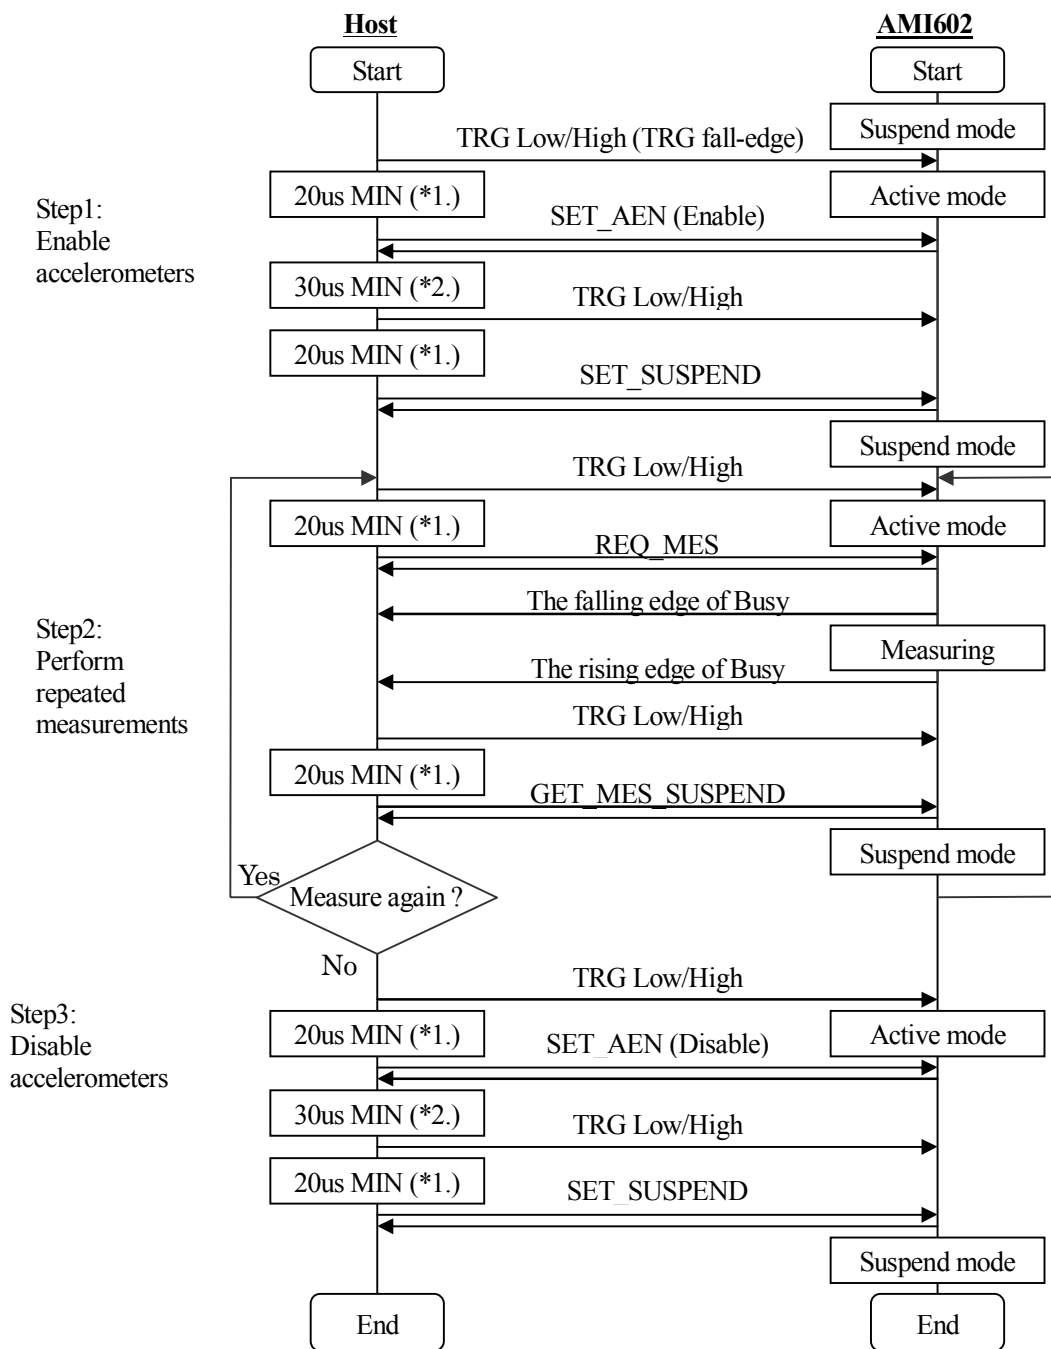 Host
AMI602
Start
Start
Suspend mode
TRG Low/High (TRG fall-edge)
20us MIN (*1.)
Active mode
Step1:
Enable
accelerometers
SET_AEN (Enable)
30us MIN (*2.)
TRG Low/High
20us MIN (*1.)
SET_SUSPEND
Suspend mode
TRG Low/High
20us MIN (*1.)
Active mode
REQ_MES
The falling edge of Busy
Step2:
Perform
repeated
measurements
Measuring
The rising edge of Busy
TRG Low/High
20us MIN (*1.)
GET_MES_SUSPEND
Suspend mode
Yes
Measure again ?
No
TRG Low/High
Step3:
Disable
accelerometers
20us MIN (*1.)
Active mode
SET_AEN (Disable)
30us MIN (*2.)
TRG Low/High
20us MIN (*1.)
SET_SUSPEND
Suspend mode
End
End